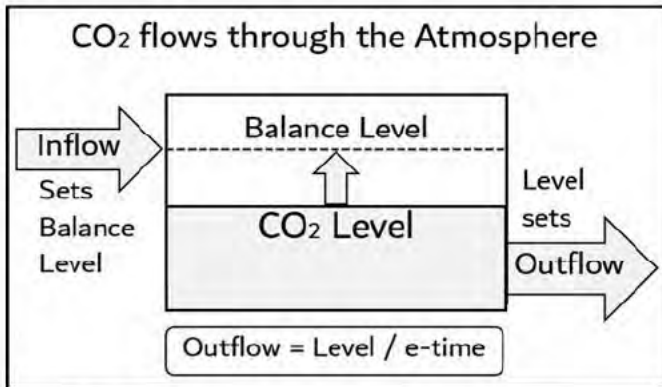 CO₂ flows through the Atmosphere
Inflow
Sets
Balance
Level
Balance Level
CO₂ Level
Level
sets
Outflow
Outflow = Level / e-time